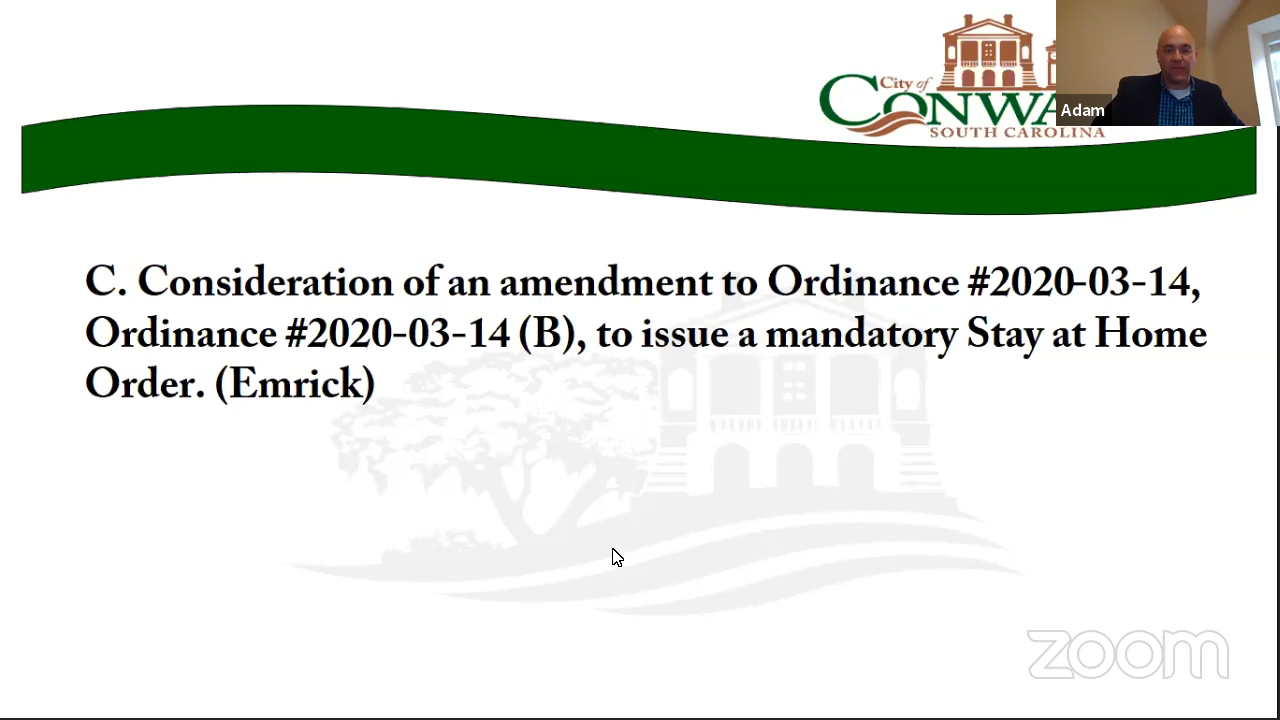 City of
CONWA
SOUTH CAROLINA
Adam
C. Consideration of an amendment to Ordinance #2020-03-14,
Ordinance #2020-03-14 (B), to issue a mandatory Stay at Home
Order. (Emrick)
zoom